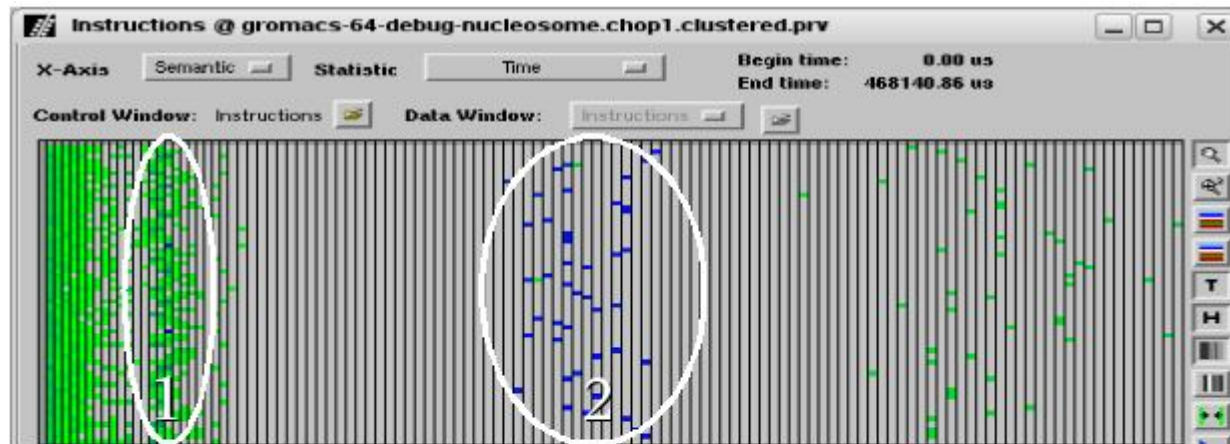 Instructions @ gromacs-64-debug-nucleosome.chop1.clustered.prv
X-Axis Semantic Statistic Time Begin time: 0.00 us
End time: 468140.86 us
Control Window: Instructions Data Window: Instructions
T
H
1 2